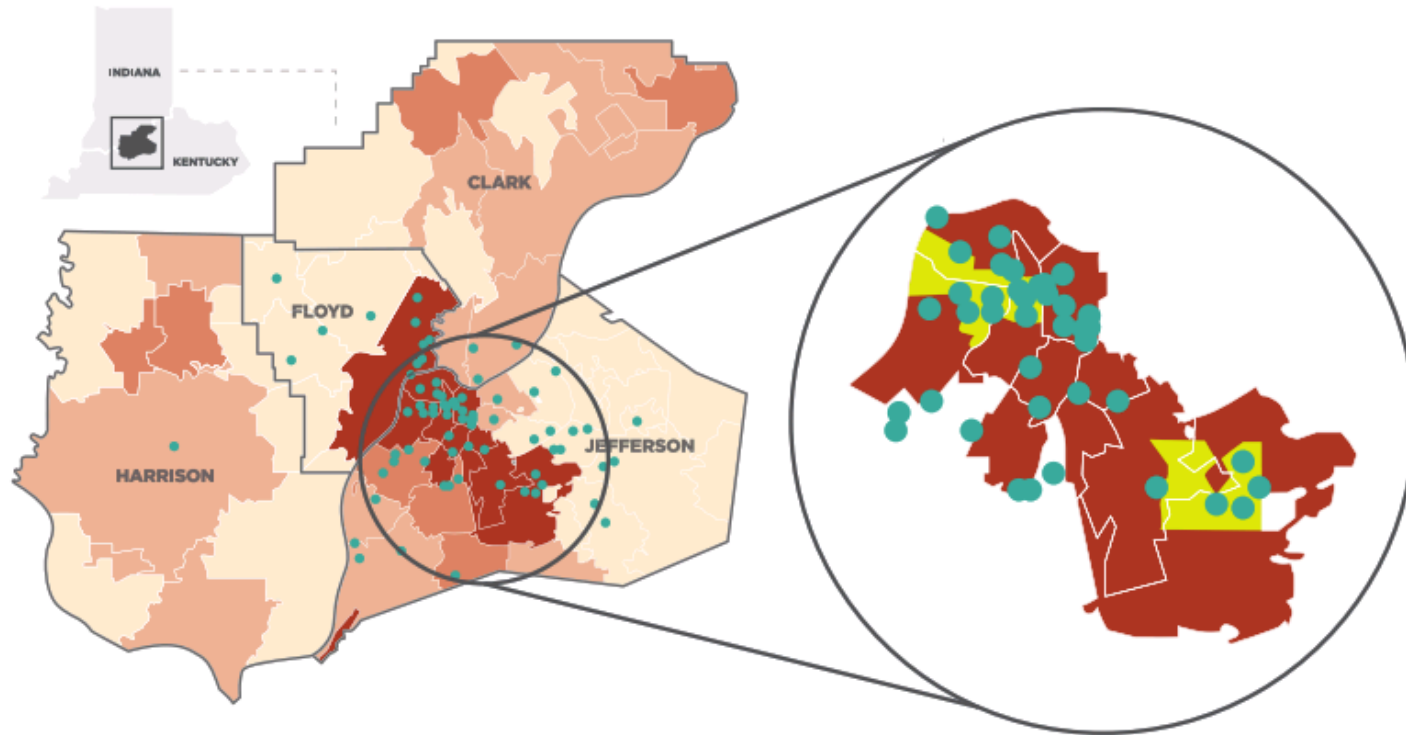 INDIANA
KENTUCKY
CLARK
FLOYD
JEFFERSON
HARRISON